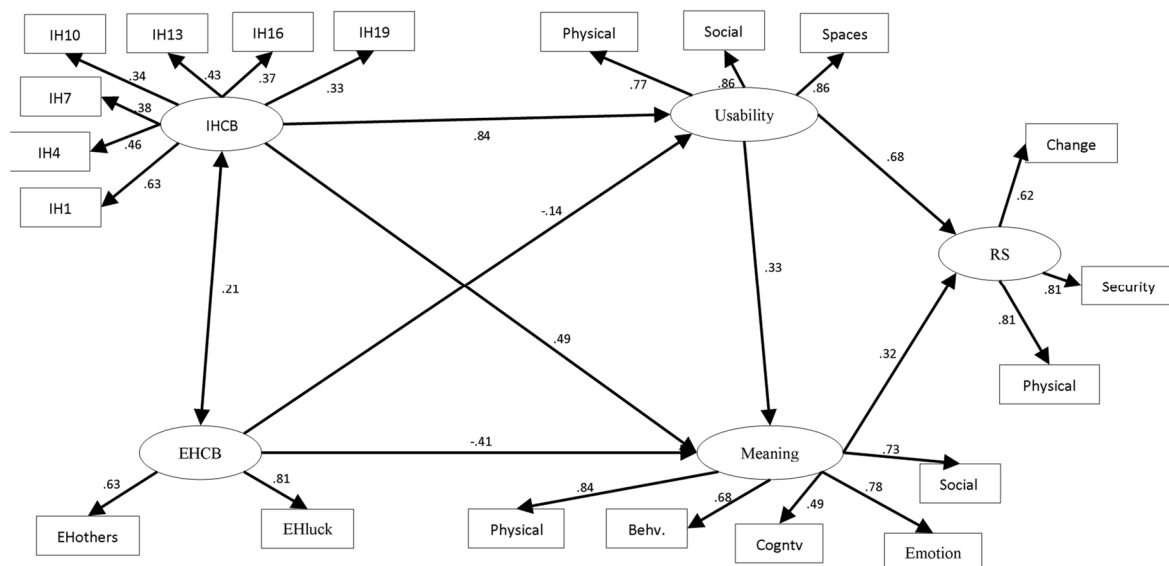 IH10
IH13
IH16
IH19
Physical
Social
Spaces
.34
.43
.37
.33
.77
.86
.86
IH7
.38
IHCB
Usability
.84
IH4
.46
Change
.68
.63
.62
IH1
-.14
RS
.33
Security
.81
.21
.81
.49
.32
Physical
EHCB
-.41
Meaning
.73
Social
.63
.81
.84
.68
.49
.78
EHothers
EHluck
Physical
Behv.
Cogntv
Emotion